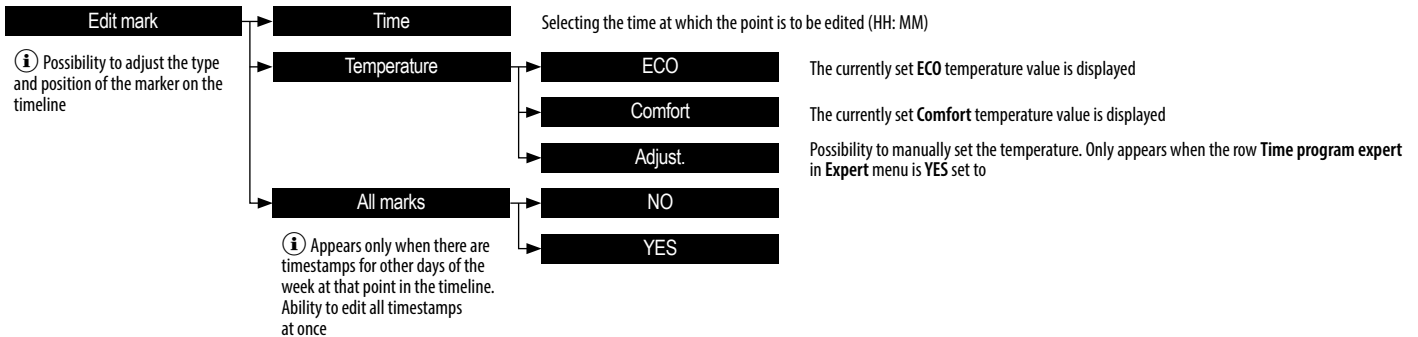 Edit mark
Time
Selecting the time at which the point is to be edited (HH: MM)
i Possibility to adjust the type
and position of the marker on the
timeline
Temperature
ECO
The currently set ECO temperature value is displayed
Comfort
The currently set Comfort temperature value is displayed
Adjust.
Possibility to manually set the temperature. Only appears when the row Time program expert
in Expert menu is YES set to
All marks
NO
YES
i Appears only when there are
timestamps for other days of the
week at that point in the timeline.
Ability to edit all timestamps
at once